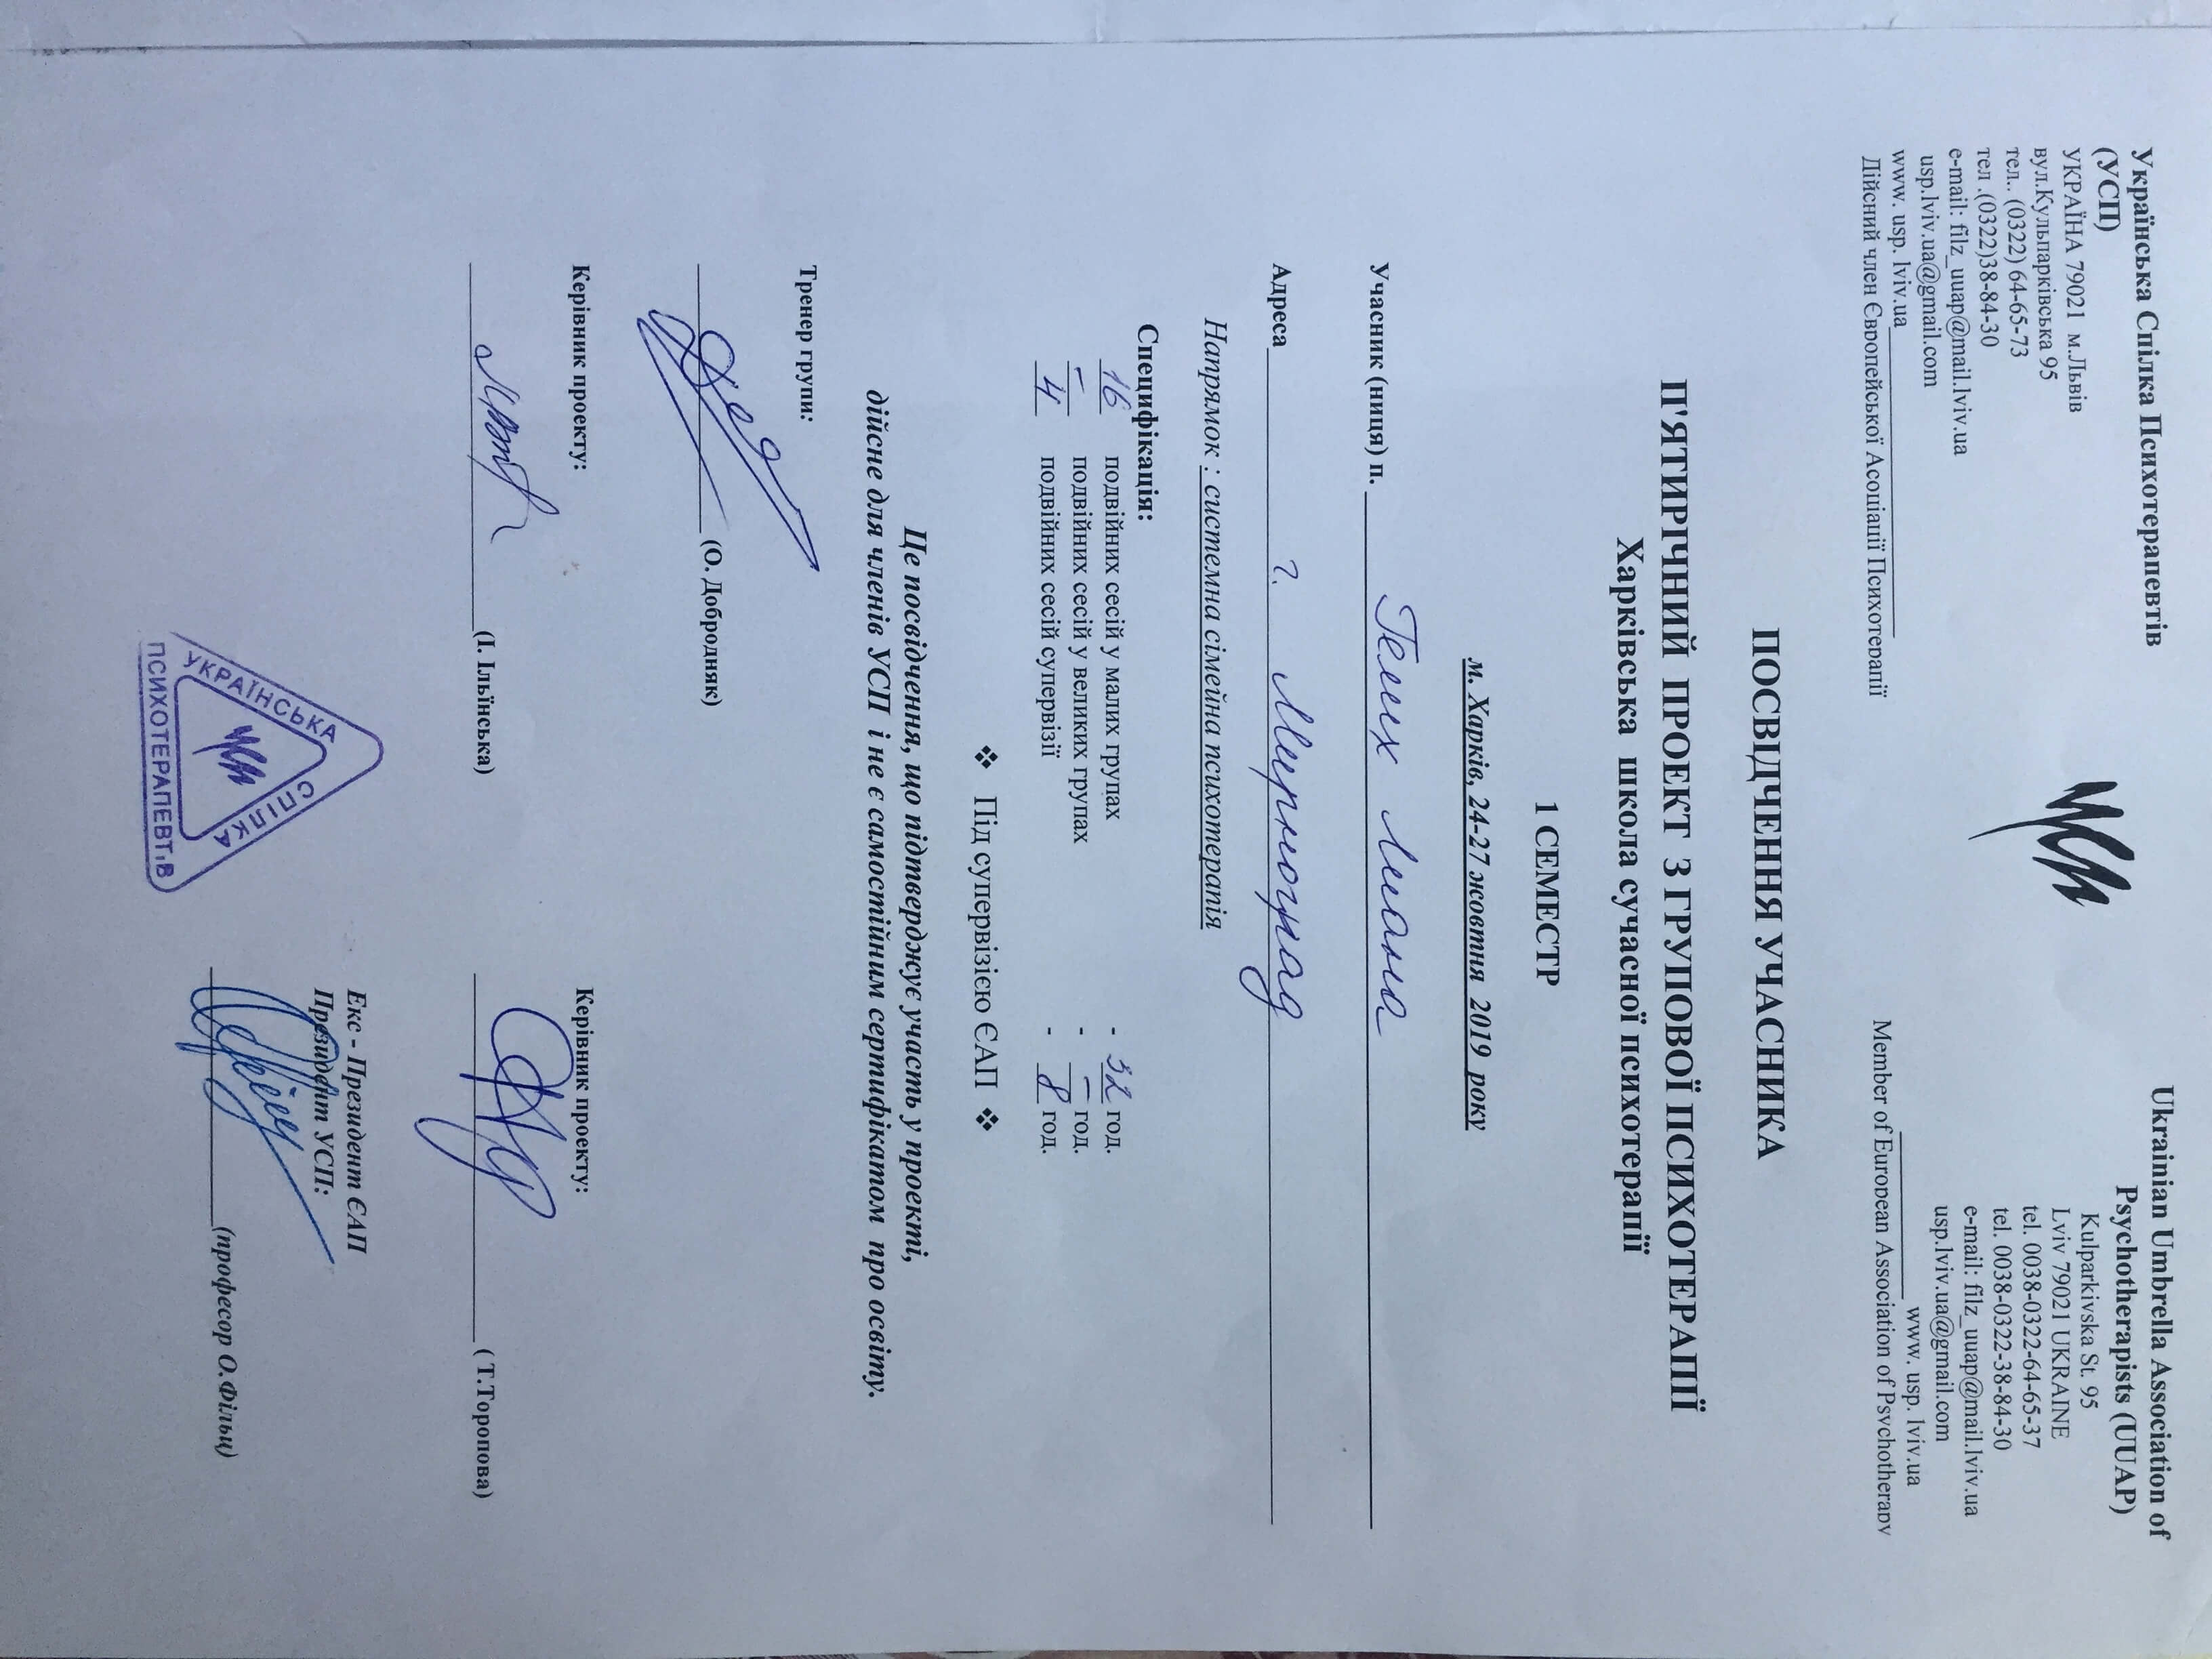 Українська Спілка Психотерапевтів
(УСП)
УКРАЇНА 79021 м.Львів
вул.Кульпарківська 95
тел.. (0322) 64-65-73
тел .(0322)38-84-30
e-mail: filz_uuap@mail.lviv.ua
usp.lviv.ua@gmail.com
www. usp. lviv.ua
Дійсний член Європейської Асоціації Психотерапії
Ukrainian Umbrella Association of
Psychotherapists (UUAP)
Kulparkivska St. 95
Lviv 79021 UKRAINE
tel. 0038-0322-64-65-37
tel. 0038-0322-38-84-30
e-mail: filz_uuap@mail.lviv.ua
usp.lviv.ua@gmail.com
www. usp. lviv.ua
Member of European Association of Psychotherapy
ПОСВІДЧЕННЯ УЧАСНИКА
П'ЯТИРІЧНИЙ ПРОЕКТ З ГРУПОВОЇ ПСИХОТЕРАПІЇ
Харківська школа сучасної психотерапії
1 СЕМЕСТР
м. Харків, 24-27 жовтня 2019 року
Учасник (ниця) п. Гелих Лиана
Адреса г. Мирноград
Напрямок : системна сімейна психотерапія
Специфікація:
16 подвійних сесій у малих групах - 32 год.
– подвійних сесій у великих групах - – год.
4 подвійних сесій супервізії - 8 год.
❖ Під супервізією ЄАП ❖
Це посвідчення, що підтверджує участь у проекті,
дійсне для членів УСП і не є самостійним сертифікатом про освіту.
Тренер групи:
(О. Добродняк)
Керівник проекту:
(І. Ільїнська)
Керівник проекту:
( Т.Торопова)
Екс - Президент ЄАП
Президент УСП:
(професор О.Фільц)
УКРАЇНСЬКА СПІЛКА ПСИХОТЕРАПЕВТІВ